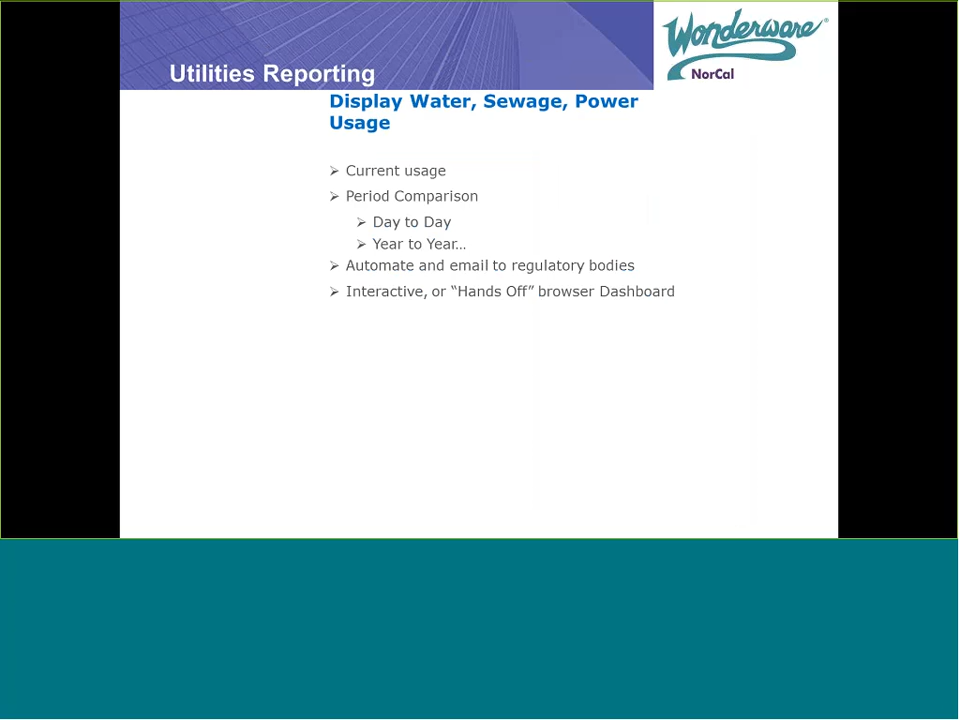 Wonderware®
NorCal
Utilities Reporting
Display Water, Sewage, Power
Usage
Current usage
Period Comparison
Day to Day
Year to Year…
Automate and email to regulatory bodies
Interactive, or “Hands Off” browser Dashboard